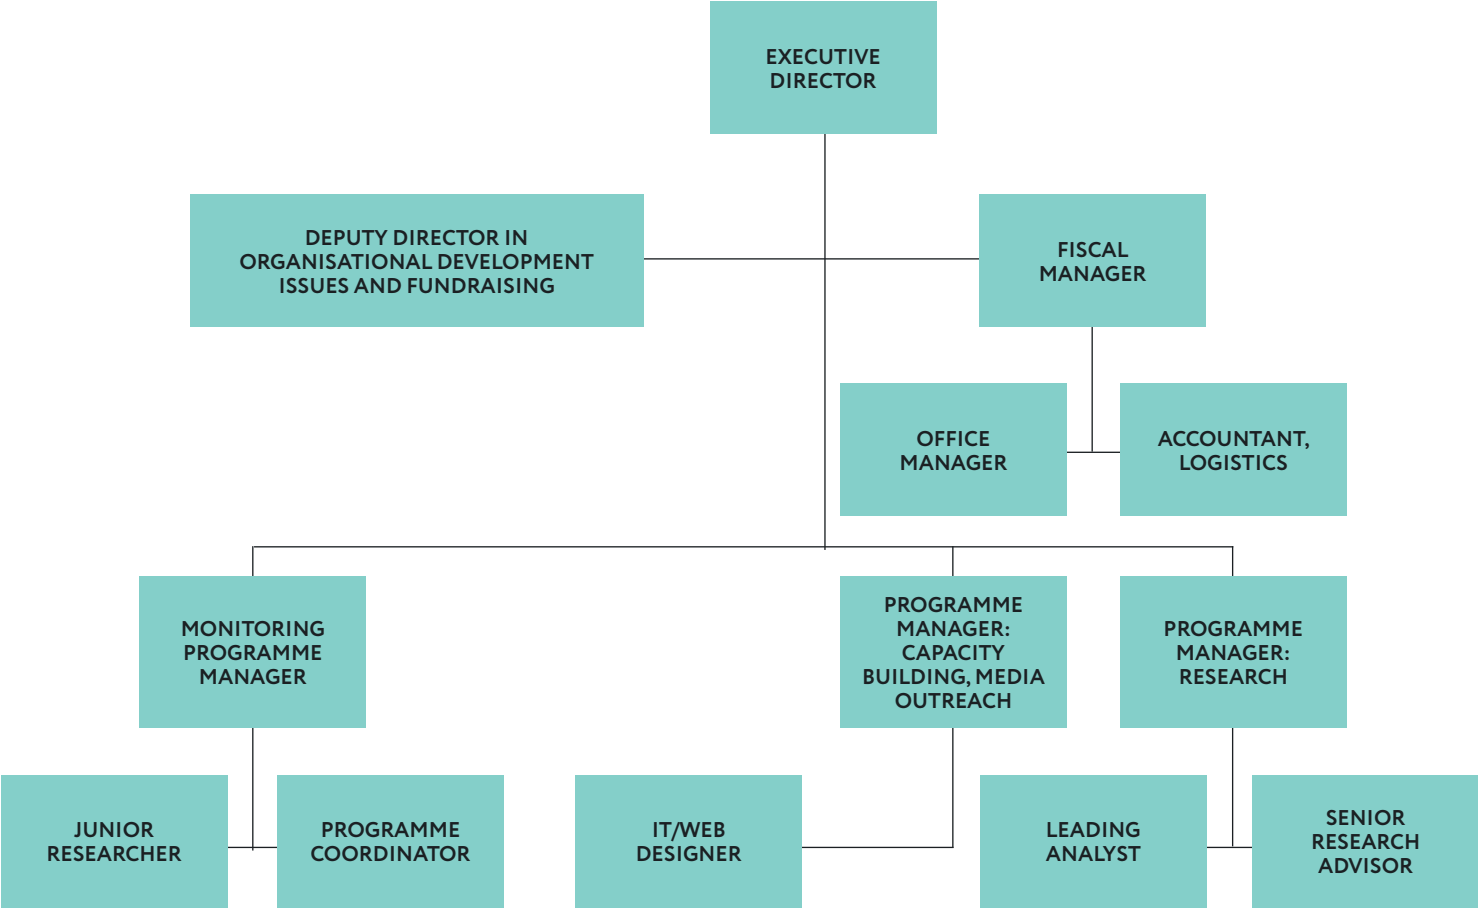 EXECUTIVE
DIRECTOR
DEPUTY DIRECTOR IN
ORGANISATIONAL DEVELOPMENT
ISSUES AND FUNDRAISING
FISCAL
MANAGER
OFFICE
MANAGER
ACCOUNTANT,
LOGISTICS
MONITORING
PROGRAMME
MANAGER
PROGRAMME
MANAGER:
CAPACITY
BUILDING, MEDIA
OUTREACH
PROGRAMME
MANAGER:
RESEARCH
JUNIOR
RESEARCHER
PROGRAMME
COORDINATOR
IT/WEB
DESIGNER
LEADING
ANALYST
SENIOR
RESEARCH
ADVISOR